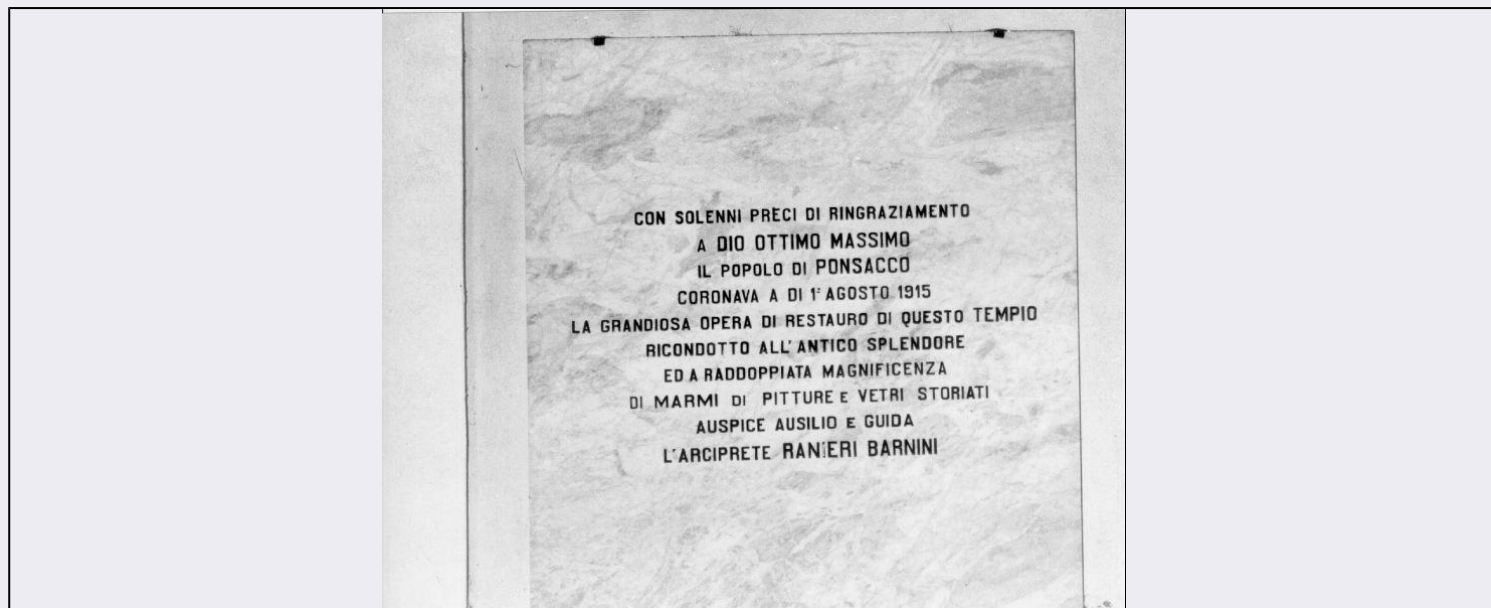 CON SOLENNI PRECI DI RINGRAZIAMENTO
A DIO OTTIMO MASSIMO
IL POPOLO DI PONSACCO
CORONAVA A DI 1º AGOSTO 1915
LA GRANDIOSA OPERA DI RESTAURO DI QUESTO TEMPIO
RICONDOTTO ALL'ANTICO SPLENDORE
ED A RADDOPPIATA MAGNIFICENZA
DI MARMI DI PITTURE E VETRI STORIATI
AUSPICE AUSILIO E GUIDA
L'ARCIPRETE RANIERI BARNINI